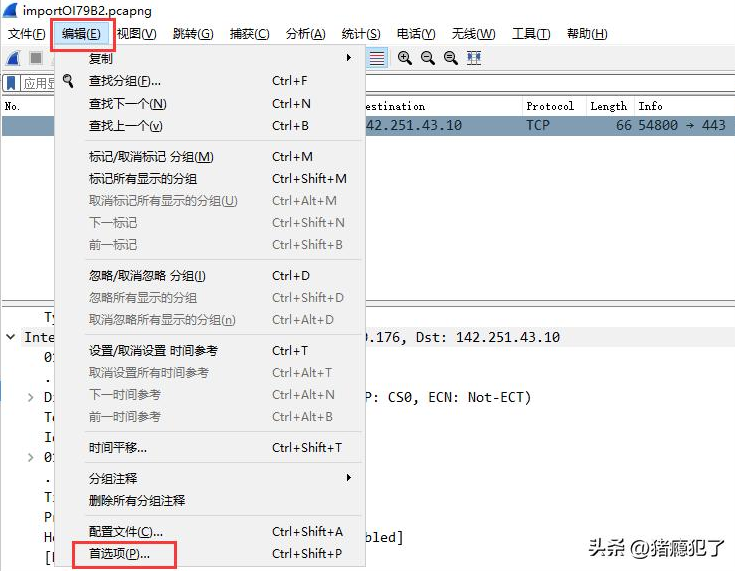 importOI79B2.pcapng
文件(F) 编辑(E) 视图(V) 跳转(G) 捕获(C) 分析(A) 统计(S) 电话(Y) 无线(W) 工具(T) 帮助(H)
复制
应用显
查找分组(F)... Ctrl+F
查找下一个(N) Ctrl+N
查找上一个(v) Ctrl+B
No. estination Protocol Length Info
42.251.43.10 TCP 66 54800 → 443
标记/取消标记 分组(M) Ctrl+M
标记所有显示的分组 Ctrl+Shift+M
取消标记所有显示的分组(U) Ctrl+Alt+M
下一标记 Ctrl+Shift+N
前一标记 Ctrl+Shift+B
忽略/取消忽略 分组(I) Ctrl+D
忽略所有显示的分组 Ctrl+Shift+D
取消忽略所有显示的分组(n) Ctrl+Alt+D
设置/取消设置 时间参考 Ctrl+T
取消设置所有时间参考 Ctrl+Alt+T
下一时间参考 Ctrl+Alt+N
前一时间参考 Ctrl+Alt+B
时间平移... Ctrl+Shift+T
分组注释
删除所有分组注释
配置文件(C)... Ctrl+Shift+A
首选项(P)... Ctrl+Shift+P
Inte .176, Dst: 142.251.43.10
P: CS0, ECN: Not-ECT)
bled]
头条 @猪瘾犯了